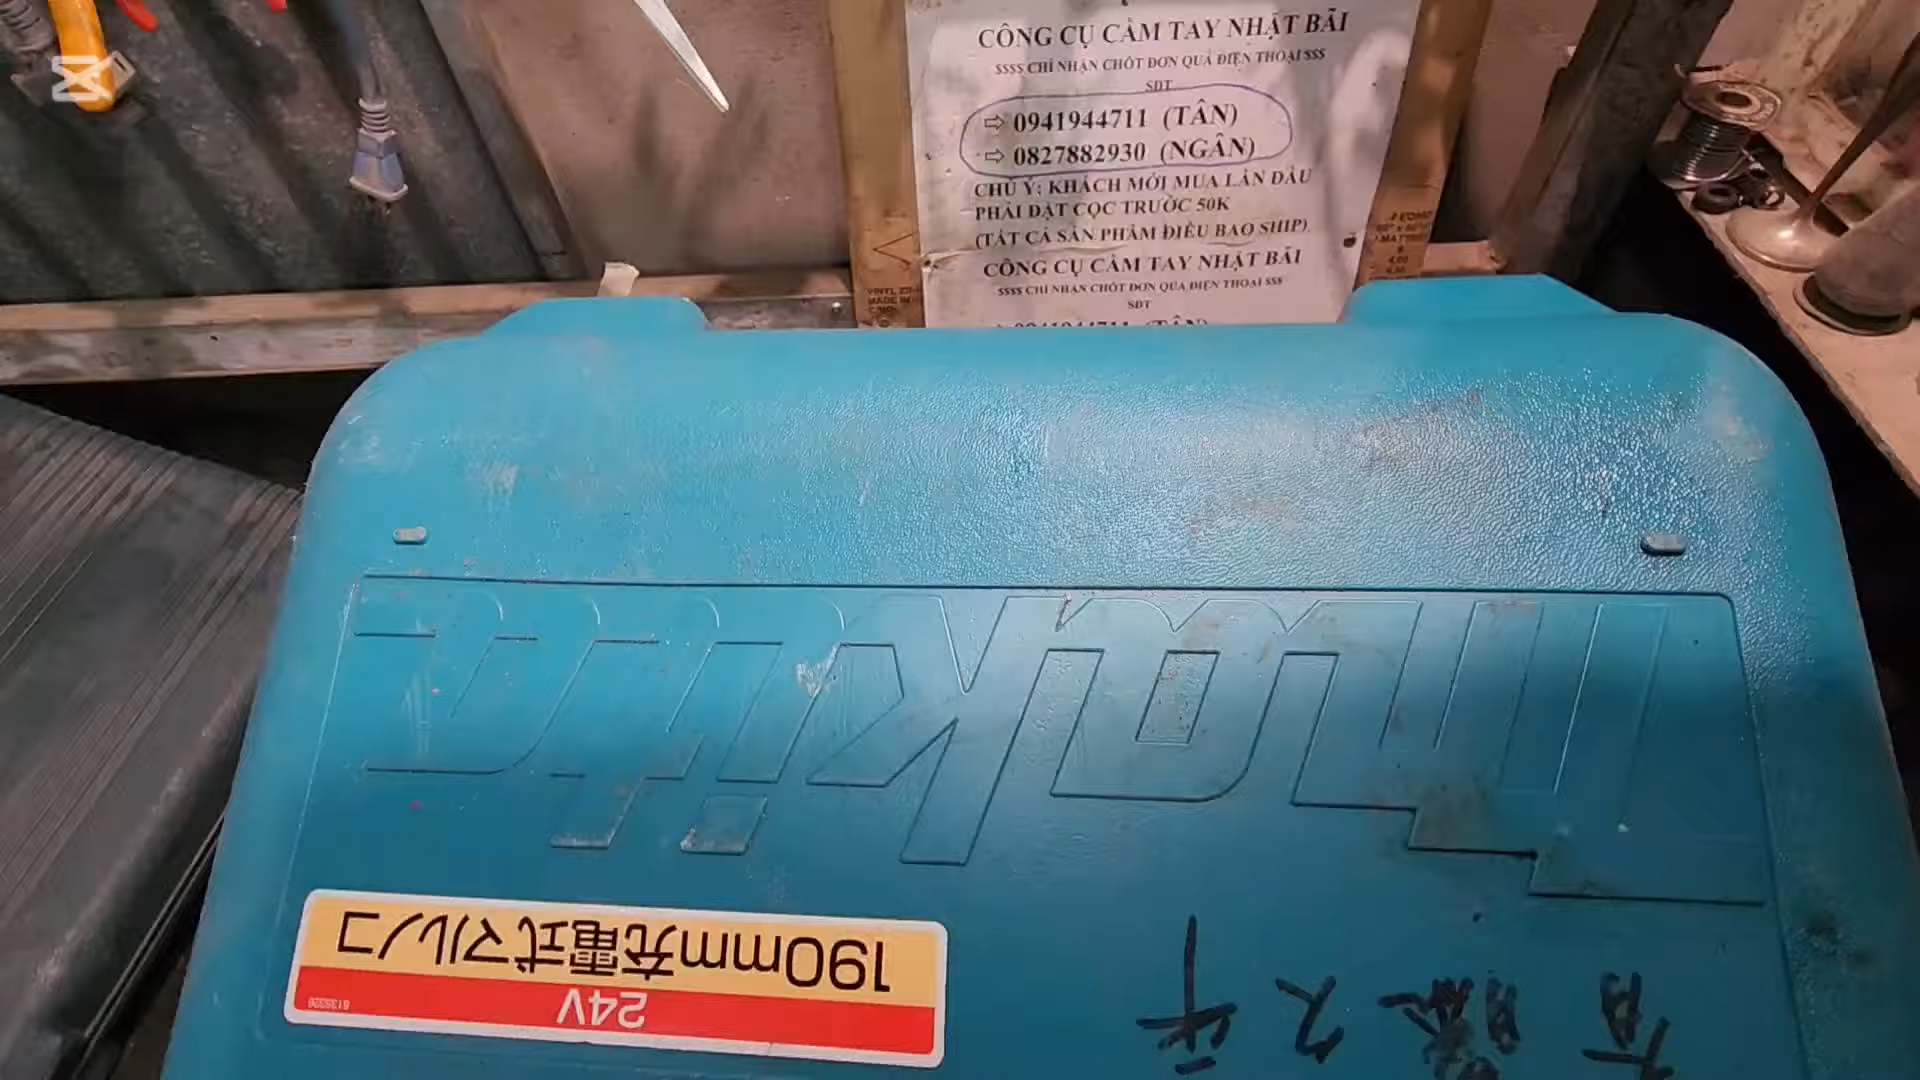 CÔNG CỤ CẦM TAY NHẬT BÃI
$$$$ CHỈ NHẬN CHỐT ĐƠN QUA ĐIỆN THOẠI $$$
SDT
⇨ 0941944711 (TÂN)
⇨ 0827882930 (NGÂN)
CHÚ Ý: KHÁCH MỚI MUA LẦN ĐẦU
PHẢI ĐẶT CỌC TRƯỚC 50K
(TẤT CẢ SẢN PHẨM ĐIỀU BAO SHIP)
CÔNG CỤ CẦM TAY NHẬT BÃI
$$$$ CHỈ NHẬN CHỐT ĐƠN QUA ĐIỆN THOẠI $$$
SĐT
0941944711 (TÂN)
makita
24V
190mm充電式マルノコ